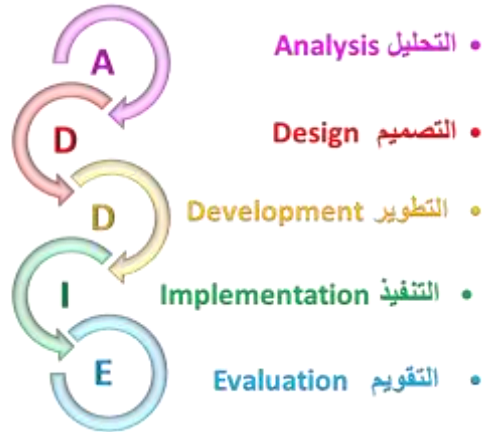 A
• التحليل Analysis
D
• التصميم Design
D
• التطوير Development
I
• التنفيذ Implementation
E
• التقويم Evaluation